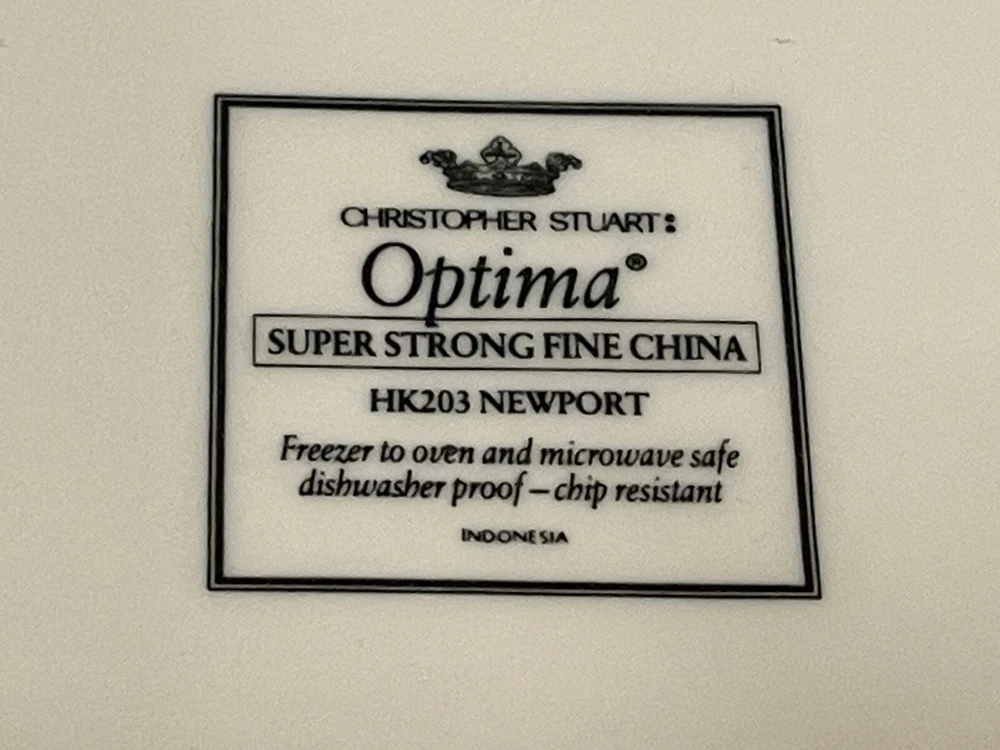 CHRISTOPHER STUART:
Optima®
SUPER STRONG FINE CHINA
HK203 NEWPORT
Freezer to oven and microwave safe
dishwasher proof – chip resistant
INDONESIA